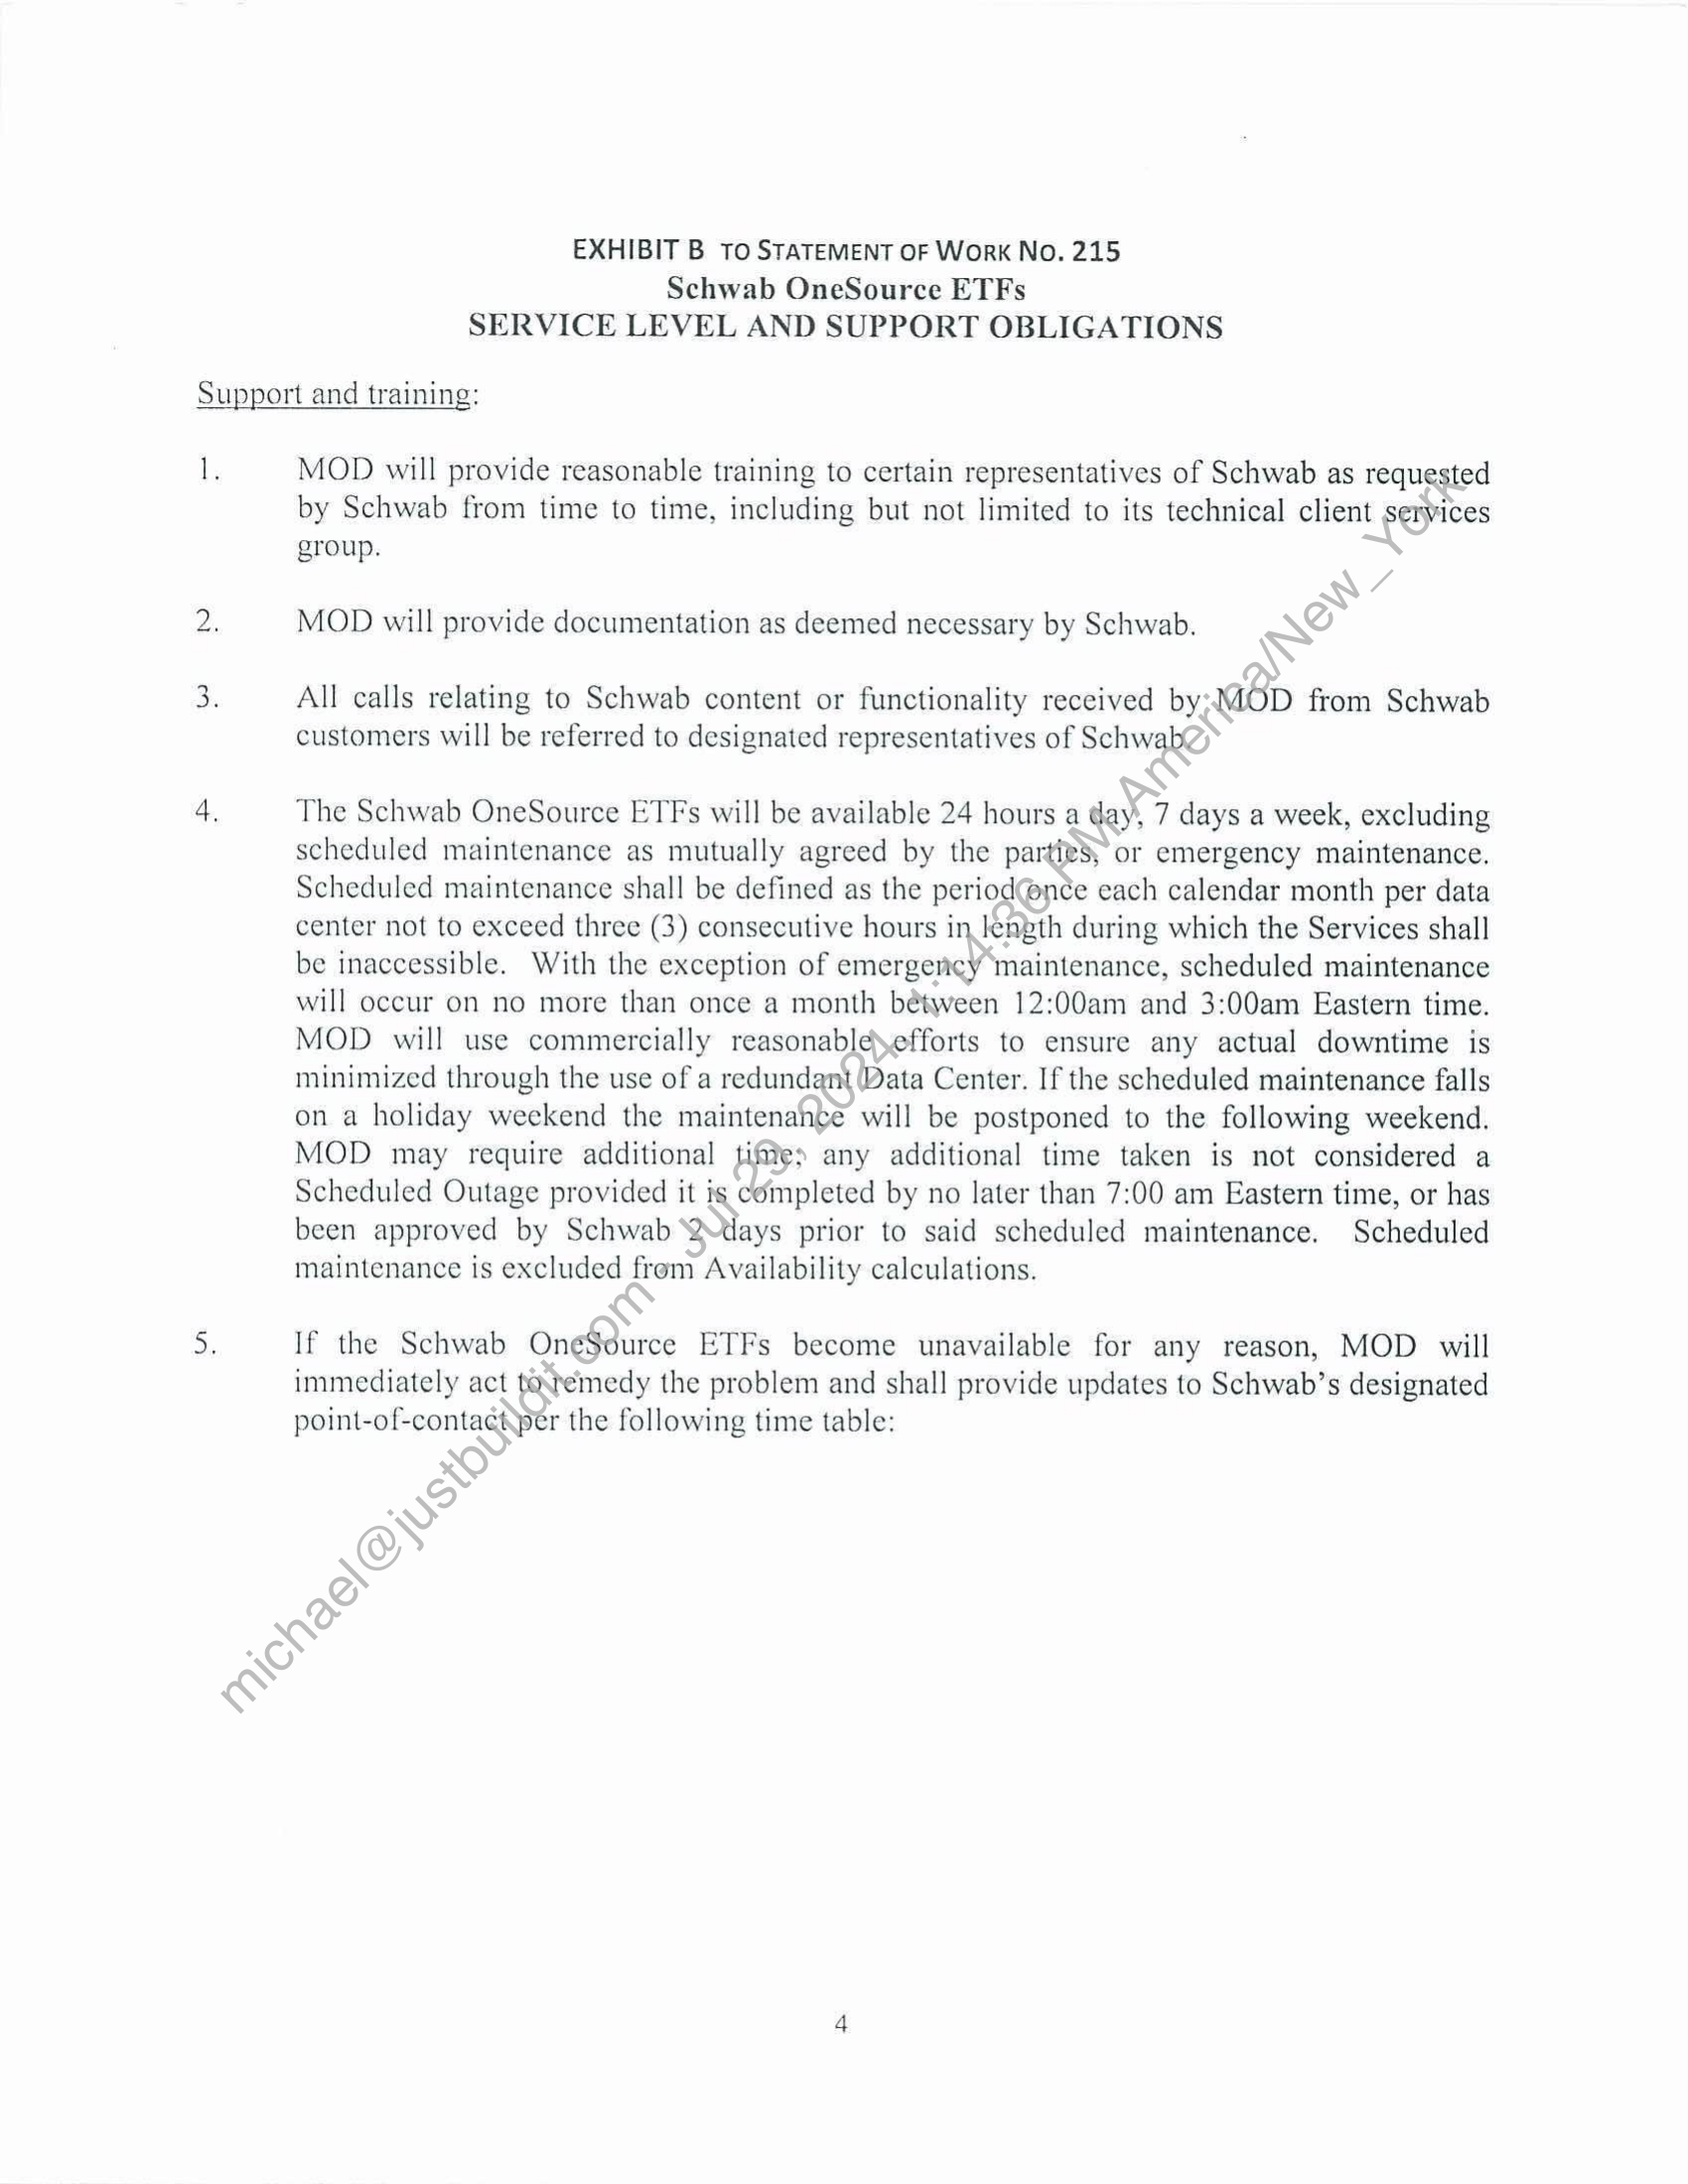 EXHIBIT B TO STATEMENT OF WORK NO. 215
Schwab OneSource ETFs
SERVICE LEVEL AND SUPPORT OBLIGATIONS
Support and training:
1. MOD will provide reasonable training to certain representatives of Schwab as requested
by Schwab from time to time, including but not limited to its technical client services
group.
2. MOD will provide documentation as deemed necessary by Schwab.
3. All calls relating to Schwab content or functionality received by MOD from Schwab
customers will be referred to designated representatives of Schwab.
4. The Schwab OneSource ETFs will be available 24 hours a day, 7 days a week, excluding
scheduled maintenance as mutually agreed by the parties, or emergency maintenance.
Scheduled maintenance shall be defined as the period once each calendar month per data
center not to exceed three (3) consecutive hours in length during which the Services shall
be inaccessible. With the exception of emergency maintenance, scheduled maintenance
will occur on no more than once a month between 12:00am and 3:00am Eastern time.
MOD will use commercially reasonable efforts to ensure any actual downtime is
minimized through the use of a redundant Data Center. If the scheduled maintenance falls
on a holiday weekend the maintenance will be postponed to the following weekend.
MOD may require additional time; any additional time taken is not considered a
Scheduled Outage provided it is completed by no later than 7:00 am Eastern time, or has
been approved by Schwab 2 days prior to said scheduled maintenance. Scheduled
maintenance is excluded from Availability calculations.
5. If the Schwab OneSource ETFs become unavailable for any reason, MOD will
immediately act to remedy the problem and shall provide updates to Schwab's designated
point-of-contact per the following time table:
michael@justbuildit.com - Jul 29, 2024, 1:14:36 PM America/New_York
4